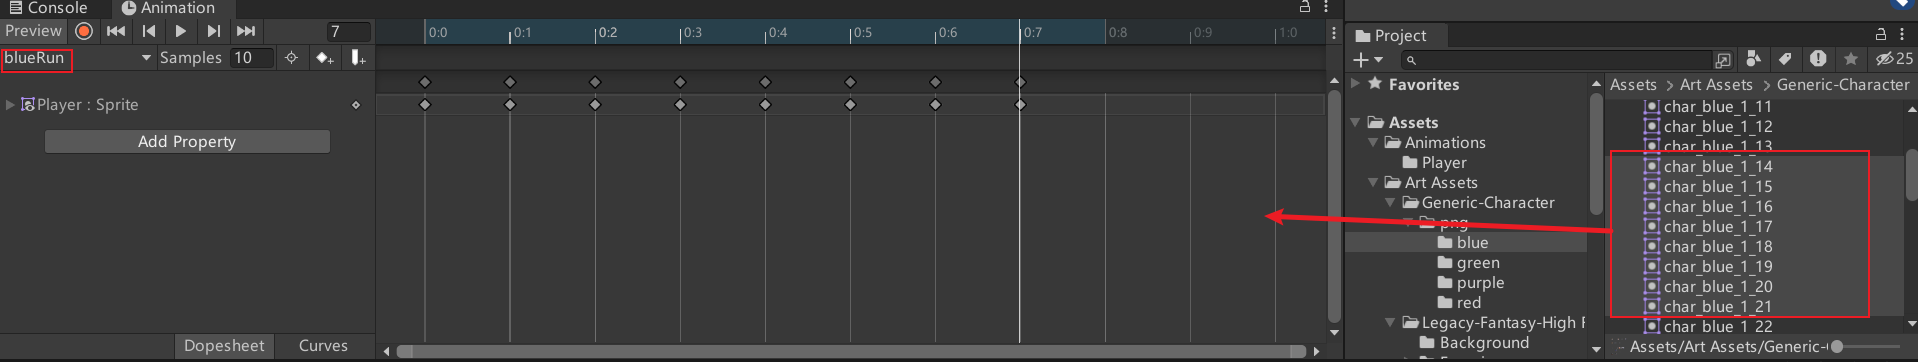 Console
Animation
Preview
7
0:0 0:1 0:2 0:3 0:4 0:5 0:6 0:7 0:8 0:9 1:0
blueRun
Samples 10
Player : Sprite
Add Property
Dopesheet
Curves
Project
25
Favorites
Assets
Animations
Player
Art Assets
Generic-Character
png
blue
green
purple
red
Legacy-Fantasy-High F
Background
Assets > Art Assets > Generic-Character
char_blue_1_11
char_blue_1_12
char_blue_1_13
char_blue_1_14
char_blue_1_15
char_blue_1_16
char_blue_1_17
char_blue_1_18
char_blue_1_19
char_blue_1_20
char_blue_1_21
char_blue_1_22
Assets/Art Assets/Generic-